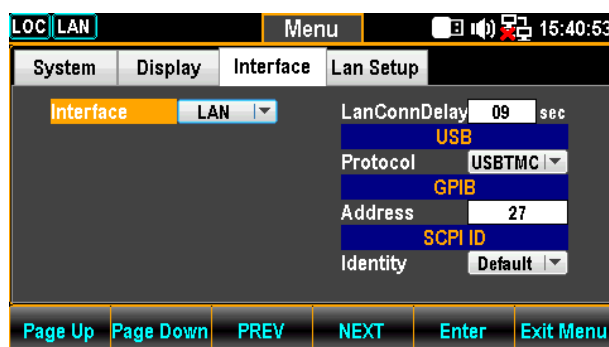 LOC LAN Menu 15:40:53
System Display Interface Lan Setup
Interface LAN LanConnDelay 09 sec
USB
Protocol USBTMC
GPIB
Address 27
SCPI ID
Identity Default
Page Up Page Down PREV NEXT Enter Exit Menu